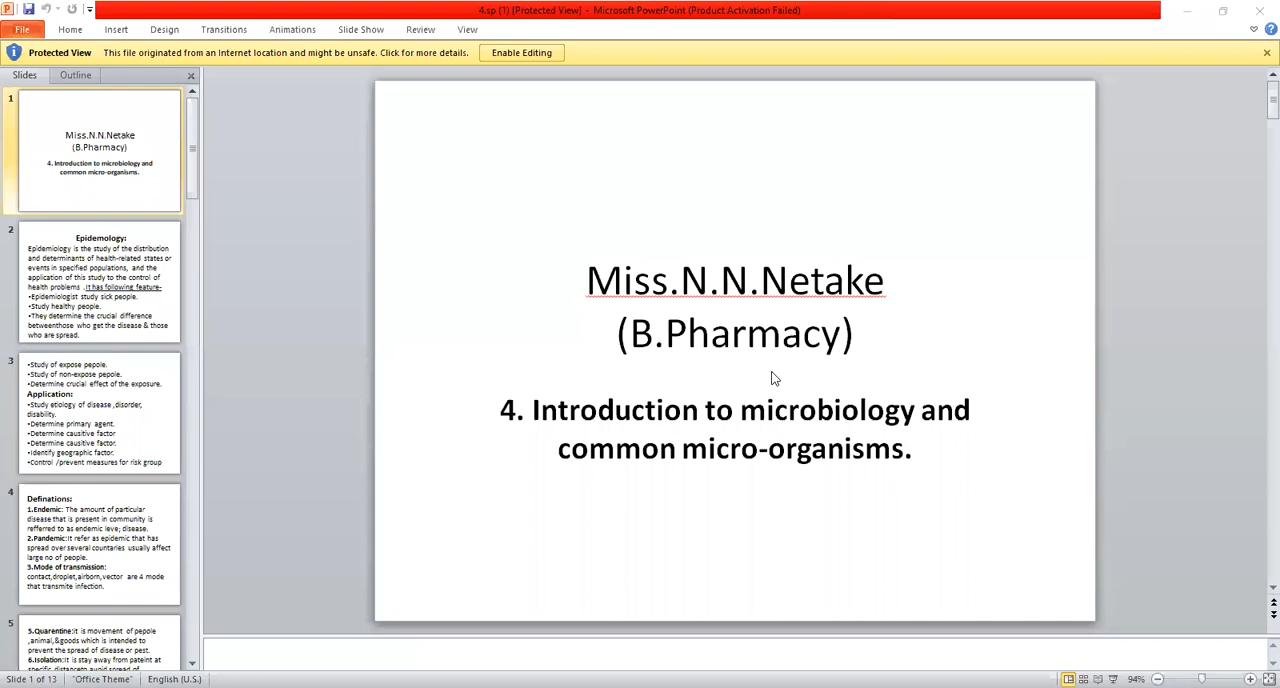 4.sp (1) [Protected View] - Microsoft PowerPoint (Product Activation Failed)
File Home Insert Design Transitions Animations Slide Show Review View
Protected View This file originated from an Internet location and might be unsafe. Click for more details. Enable Editing
Slides Outline
1
Miss.N.N.Netake
(B.Pharmacy)
4. Introduction to microbiology and
common micro-organisms.
2
Epidemology:
Epidemiology is the study of the distribution
and determinants of health-related states or
events in specified populations, and the
application of this study to the control of
health problems .It has following feature-
•Epidemiologist study sick people.
•Study healthy people.
•They determine the crucial difference
betweenthose who get the disease & those
who are spread.
3
•Study of expose pepole.
•Study of non-expose pepole.
•Determine crucial effect of the exposure.
Application:
•Study etiology of disease ,disorder,
disability.
•Determine primary agent.
•Determine causitive factor
•Determine causitive factor.
•Identify geographic factor.
•Control /prevent measures for risk group
4
Definations:
1.Endemic: The amount of particular
disease that is present in community is
refferred to as endemic leve; disease.
2.Pandemic:It refer as epidemic that has
spread over several countaries usually affect
large no of people.
3.Mode of transmission:
contact,droplet,airborn,vector are 4 mode
that transmite infection.
5
5.Quarentine:it is movement of pepole
,animal,&goods which is intended to
prevent the spread of disease or pest.
6.Isolation:It is stay away from pateint at
Miss.N.N.Netake
(B.Pharmacy)
4. Introduction to microbiology and
common micro-organisms.
Slide 1 of 13 "Office Theme" English (U.S.) 94%